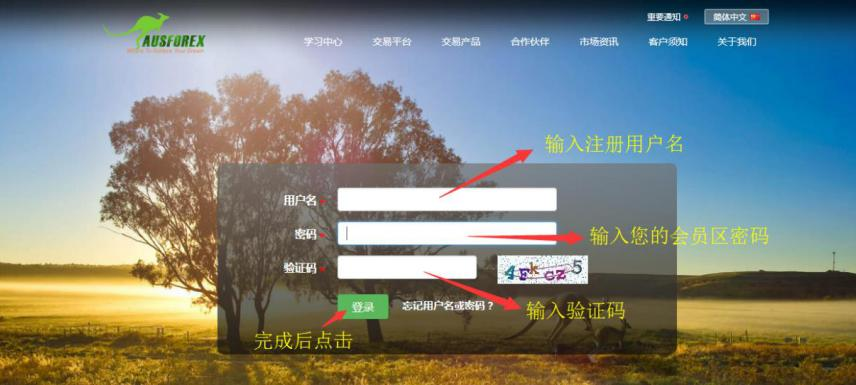 重要通知
简体中文
AUSFOREX
学习中心 交易平台 交易产品 合作伙伴 市场资讯 客户须知 关于我们
输入注册用户名
用户名
密码
输入您的会员区密码
验证码
4EkCZ5
登录
忘记用户名或密码？
输入验证码
完成后点击